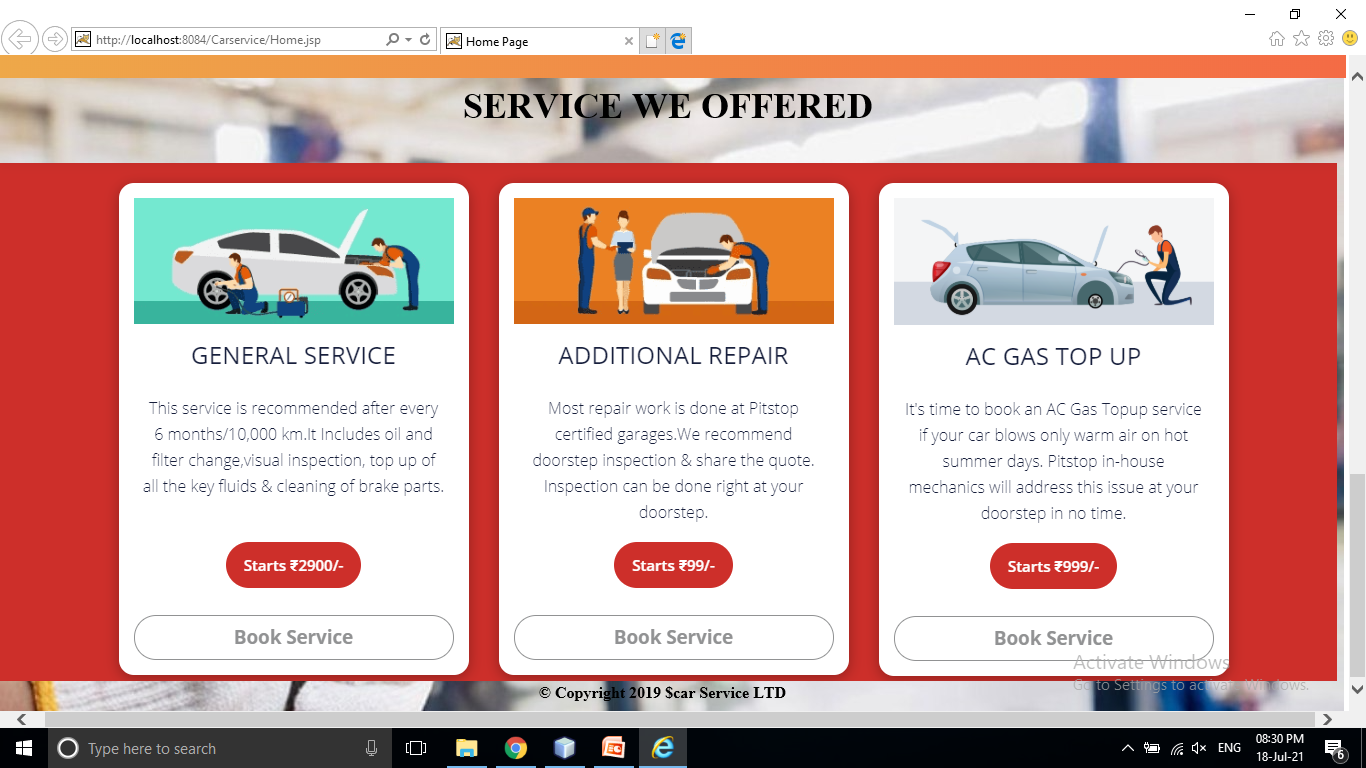 http://localhost:8084/Carservice/Home.jsp
Home Page
SERVICE WE OFFERED
GENERAL SERVICE
This service is recommended after every
6 months/10,000 km.It Includes oil and
filter change,visual inspection, top up of
all the key fluids & cleaning of brake parts.
Starts ₹2900/-
Book Service
ADDITIONAL REPAIR
Most repair work is done at Pitstop
certified garages.We recommend
doorstep inspection & share the quote.
Inspection can be done right at your
doorstep.
Starts ₹99/-
Book Service
AC GAS TOP UP
It's time to book an AC Gas Topup service
if your car blows only warm air on hot
summer days. Pitstop in-house
mechanics will address this issue at your
doorstep in no time.
Starts ₹999/-
Book Service
Activate Windows
Go to Settings to activate Windows.
© Copyright 2019 $car Service LTD
Type here to search
ENG
08:30 PM
18-Jul-21
6